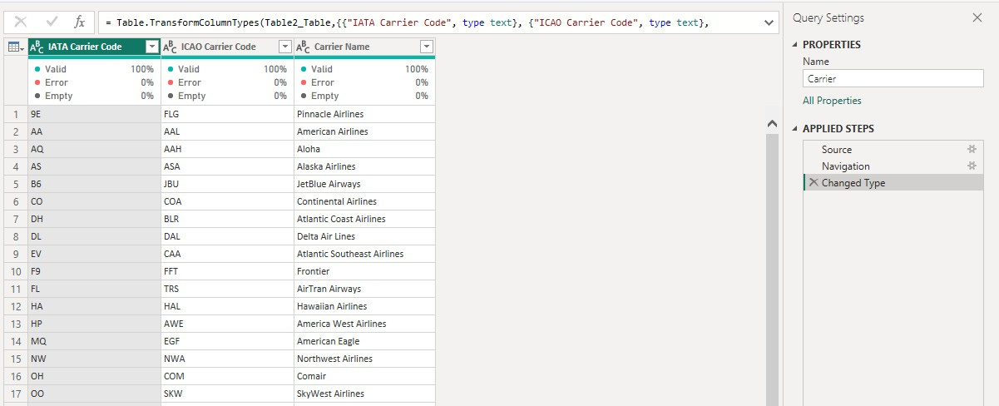 fx = Table.TransformColumnTypes(Table2_Table,{{"IATA Carrier Code", type text}, {"ICAO Carrier Code", type text},
ABC IATA Carrier Code ABC ICAO Carrier Code ABC Carrier Name
Valid 100% Valid 100% Valid 100%
Error 0% Error 0% Error 0%
Empty 0% Empty 0% Empty 0%
1 9E FLG Pinnacle Airlines
2 AA AAL American Airlines
3 AQ AAH Aloha
4 AS ASA Alaska Airlines
5 B6 JBU JetBlue Airways
6 CO COA Continental Airlines
7 DH BLR Atlantic Coast Airlines
8 DL DAL Delta Air Lines
9 EV CAA Atlantic Southeast Airlines
10 F9 FFT Frontier
11 FL TRS AirTran Airways
12 HA HAL Hawaiian Airlines
13 HP AWE America West Airlines
14 MQ EGF American Eagle
15 NW NWA Northwest Airlines
16 OH COM Comair
17 OO SKW SkyWest Airlines
Query Settings
PROPERTIES
Name
Carrier
All Properties
APPLIED STEPS
Source
Navigation
Changed Type